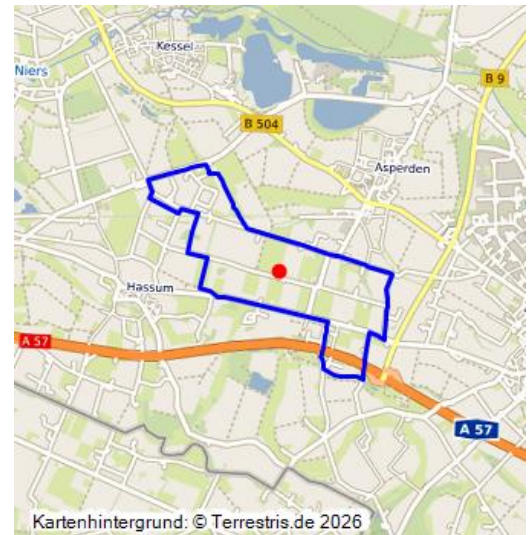 Kessel
Niers
B 9
B 504
Asperden
Hassum
A 57
A 57
Kartenhintergrund: © Terrestris.de 2026